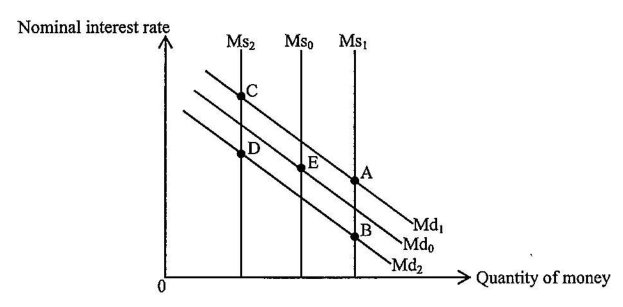 Nominal interest rate
Ms₂ Ms₀ Ms₁
C
D
E
A
B
Md₁
Md₀
Md₂
0
Quantity of money